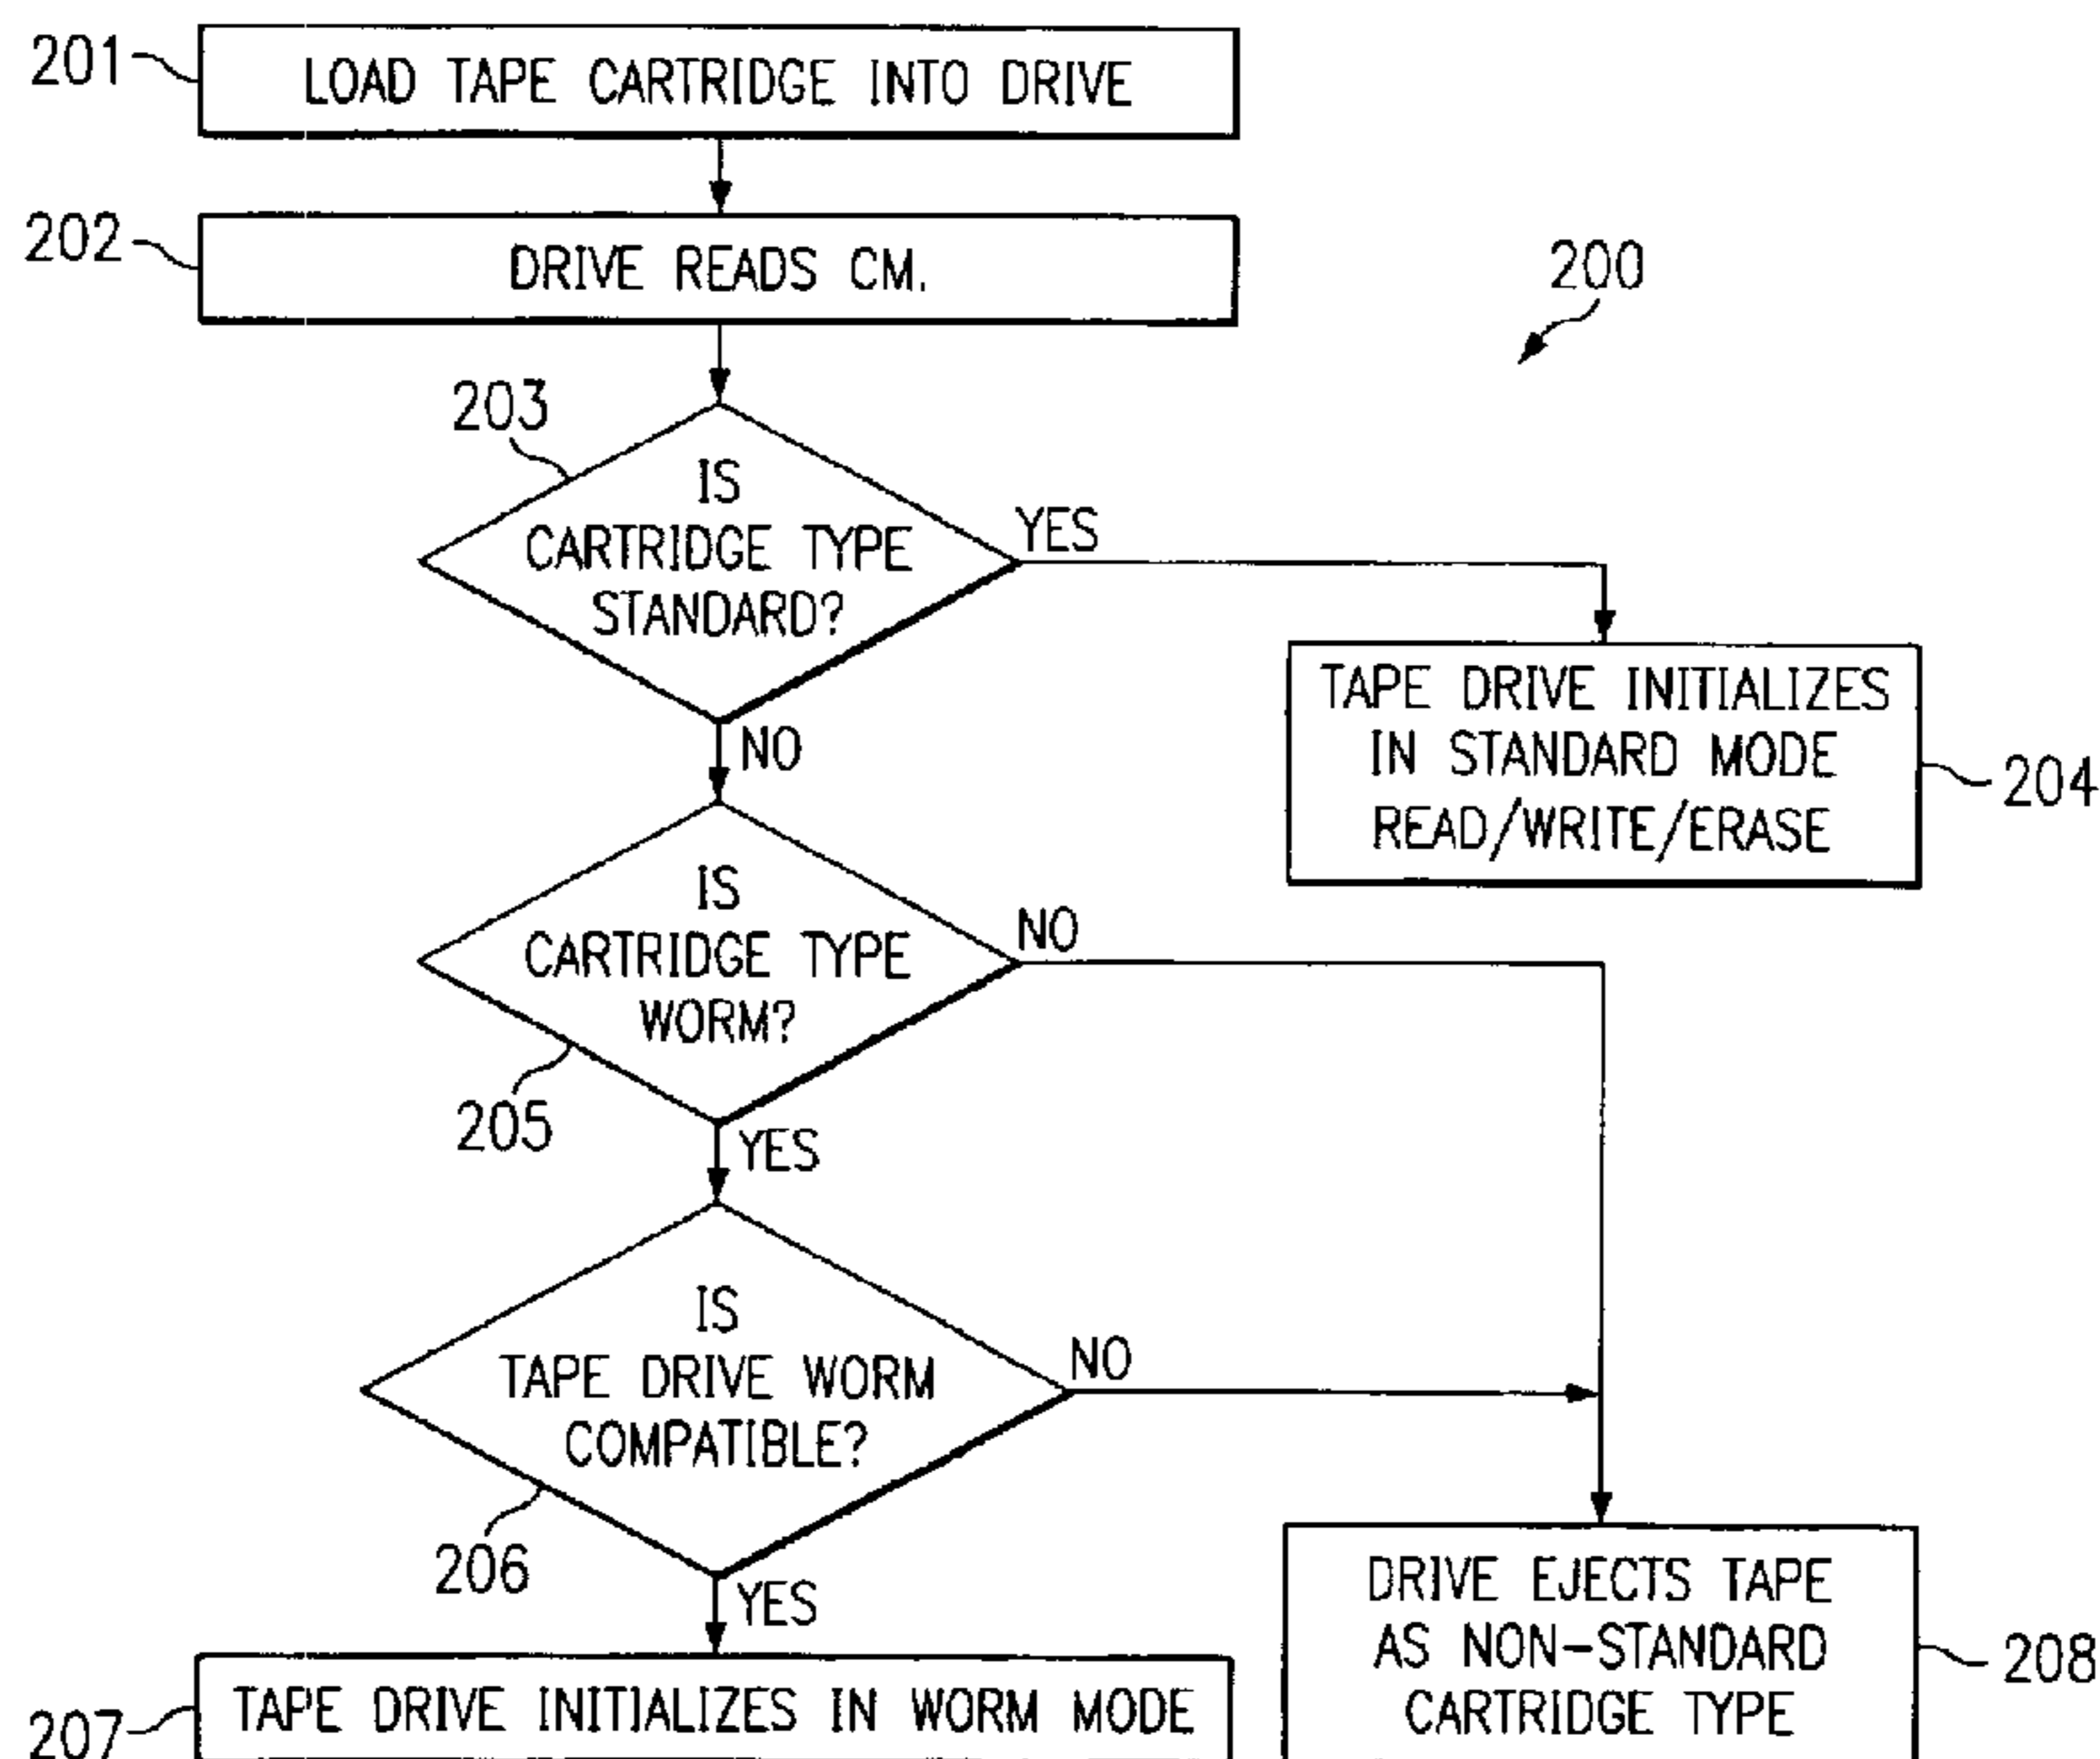 201
LOAD TAPE CARTRIDGE INTO DRIVE
202
DRIVE READS CM.
200
203
IS
CARTRIDGE TYPE
STANDARD?
YES
NO
TAPE DRIVE INITIALIZES
IN STANDARD MODE
READ/WRITE/ERASE
204
IS
CARTRIDGE TYPE
WORM?
NO
205
YES
IS
TAPE DRIVE WORM
COMPATIBLE?
NO
206
YES
DRIVE EJECTS TAPE
AS NON-STANDARD
CARTRIDGE TYPE
208
207
TAPE DRIVE INITIALIZES IN WORM MODE